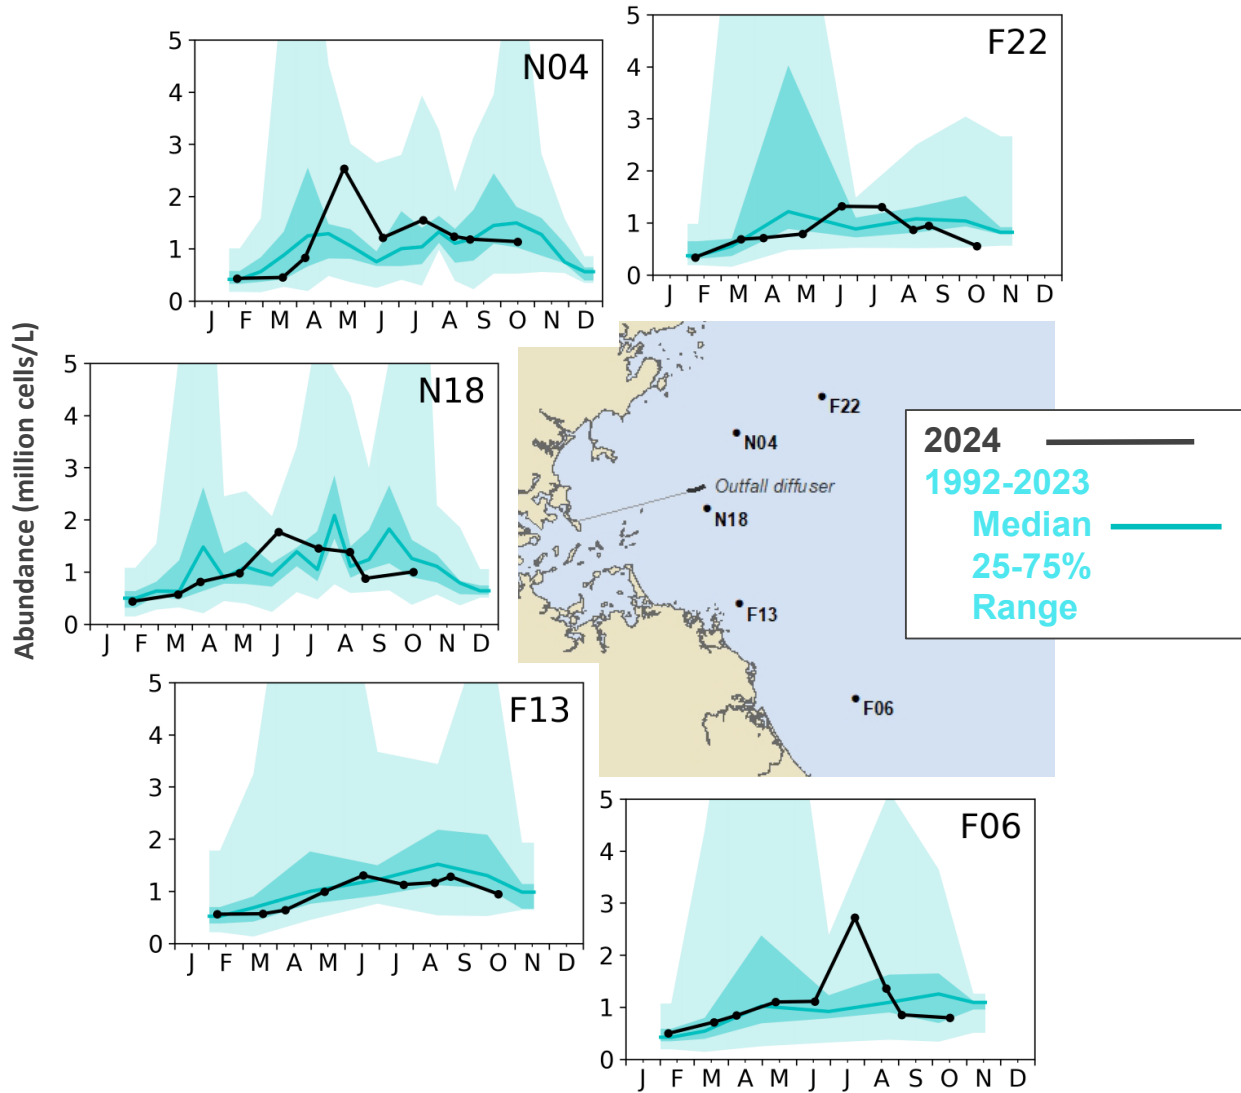 Abundance (million cells/L)
N04
5
4
3
2
1
0
J F M A M J J A S O N D
F22
5
4
3
2
1
0
J F M A M J J A S O N D
N18
5
4
3
2
1
0
J F M A M J J A S O N D
F22
N04
Outfall diffuser
N18
F13
F06
2024
1992-2023
Median
25-75%
Range
F13
5
4
3
2
1
0
J F M A M J J A S O N D
F06
5
4
3
2
1
0
J F M A M J J A S O N D